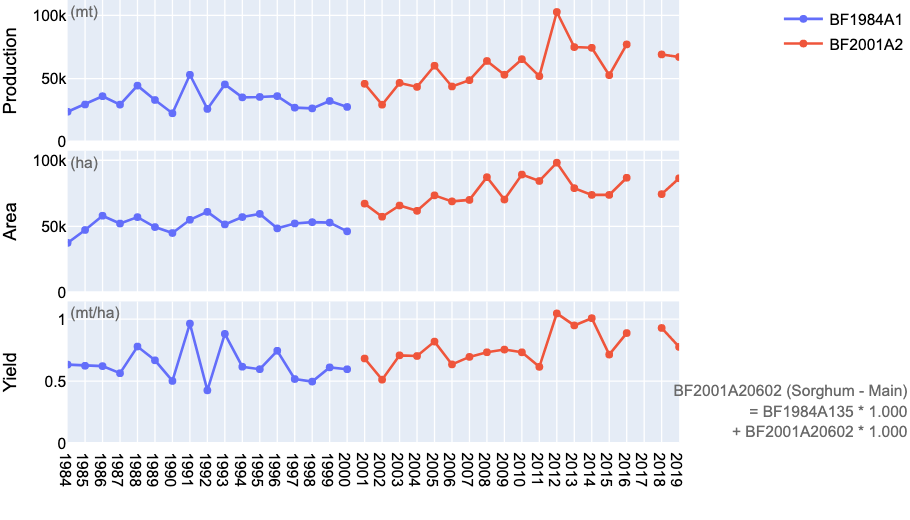 Production
100k
50k
0
(mt)
Area
100k
50k
0
(ha)
Yield
1
0.5
0
(mt/ha)
1984
1985
1986
1987
1988
1989
1990
1991
1992
1993
1994
1995
1996
1997
1998
1999
2000
2001
2002
2003
2004
2005
2006
2007
2008
2009
2010
2011
2012
2013
2014
2015
2016
2017
2018
2019
BF1984A1
BF2001A2
BF2001A20602 (Sorghum - Main)
= BF1984A135 * 1.000
+ BF2001A20602 * 1.000